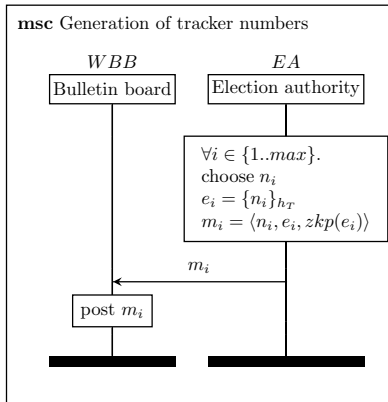 msc Generation of tracker numbers
WBB EA
Bulletin board Election authority
∀i ∈ {1..max}.
choose nᵢ
eᵢ = {nᵢ}ₕ_T
mᵢ = ⟨nᵢ, eᵢ, zkp(eᵢ)⟩
mᵢ
post mᵢ